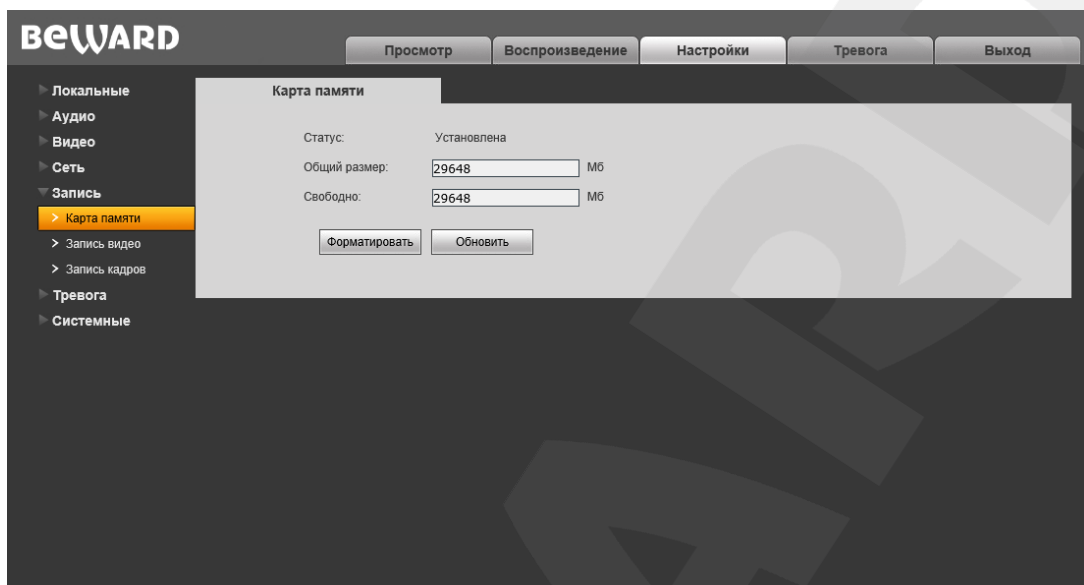 BEWARD
Просмотр Воспроизведение Настройки Тревога Выход
Локальные
Аудио
Видео
Сеть
Запись
> Карта памяти
> Запись видео
> Запись кадров
Тревога
Системные
Карта памяти
Статус: Установлена
Общий размер: 29648 Мб
Свободно: 29648 Мб
Форматировать Обновить